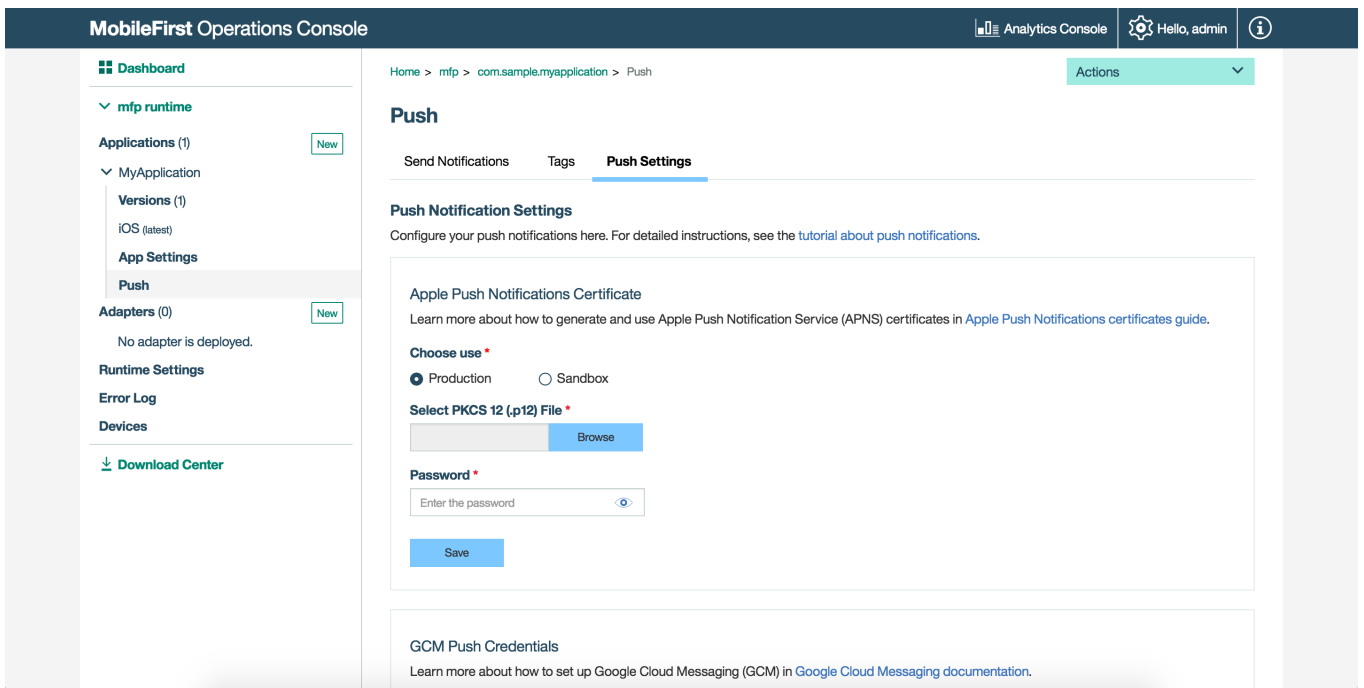 MobileFirst Operations Console
Analytics Console
Hello, admin
Dashboard
mfp runtime
Applications (1)
New
MyApplication
Versions (1)
iOS (latest)
App Settings
Push
Adapters (0)
New
No adapter is deployed.
Runtime Settings
Error Log
Devices
Download Center
Home > mfp > com.sample.myapplication > Push
Actions
Push
Send Notifications Tags Push Settings
Push Notification Settings
Configure your push notifications here. For detailed instructions, see the tutorial about push notifications.
Apple Push Notifications Certificate
Learn more about how to generate and use Apple Push Notification Service (APNS) certificates in Apple Push Notifications certificates guide.
Choose use *
Production Sandbox
Select PKCS 12 (.p12) File *
Browse
Password *
Enter the password
Save
GCM Push Credentials
Learn more about how to set up Google Cloud Messaging (GCM) in Google Cloud Messaging documentation.